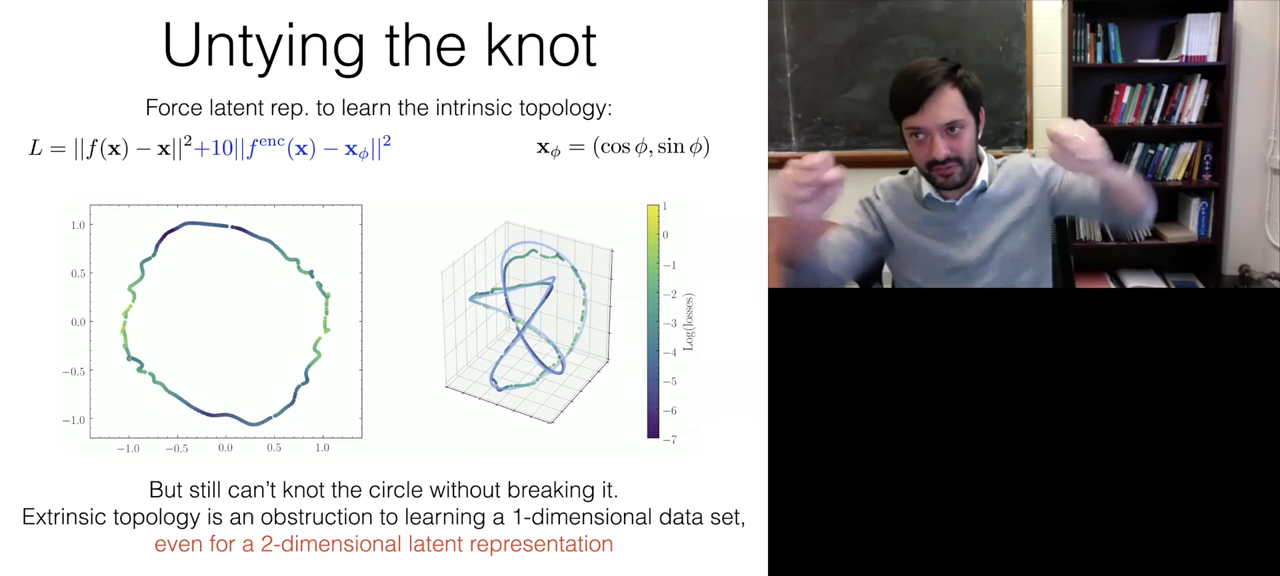 Untying the knot
Force latent rep. to learn the intrinsic topology:
L = ||f(x) − x||²+10||fᵉⁿᶜ(x) − x_ϕ||²
x_ϕ = (cos ϕ, sin ϕ)
1.0
0.5
0.0
−0.5
−1.0
−1.0 −0.5 0.0 0.5 1.0
1
0
−1
−2
−3
−4
−5
−6
−7
Log(losses)
But still can't knot the circle without breaking it.
Extrinsic topology is an obstruction to learning a 1-dimensional data set,
even for a 2-dimensional latent representation
C++